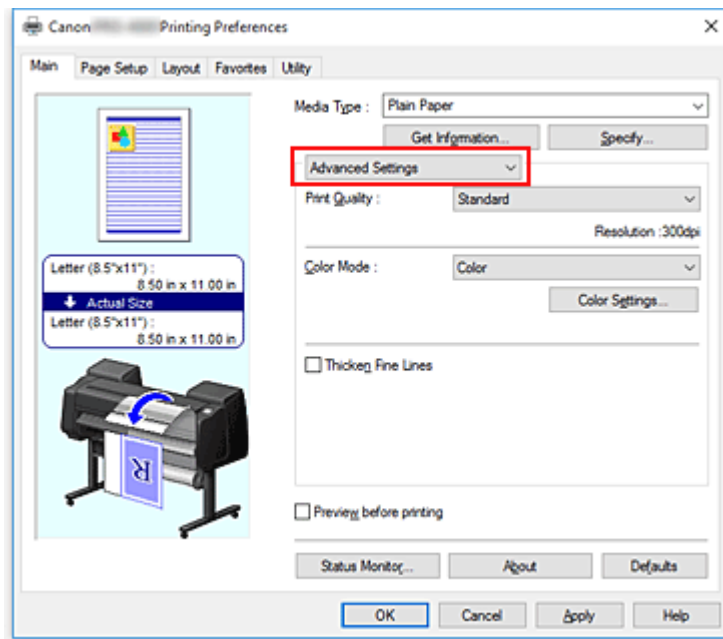 Canon Printing Preferences
Main Page Setup Layout Favorites Utility
Media Type : Plain Paper
Get Information... Specify...
Advanced Settings
Print Quality : Standard
Resolution :300dpi
Color Mode : Color
Color Settings...
Thicken Fine Lines
Letter (8.5"x11") :
8.50 in x 11.00 in
Actual Size
Letter (8.5"x11") :
8.50 in x 11.00 in
R
Preview before printing
Status Monitor... About Defaults
OK Cancel Apply Help